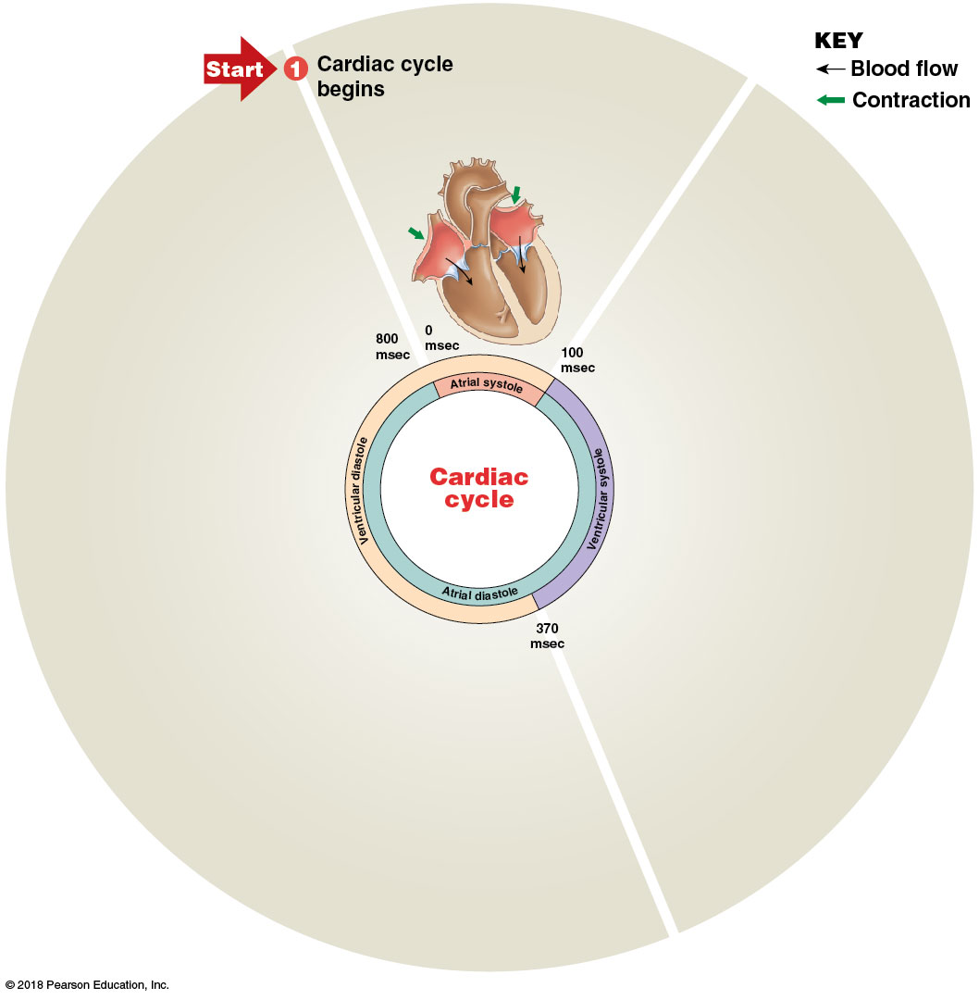 Start
1
Cardiac cycle
begins
KEY
Blood flow
Contraction
800
msec
0
msec
100
msec
Atrial systole
Ventricular diastole
Ventricular systole
Cardiac
cycle
Atrial diastole
370
msec
© 2018 Pearson Education, Inc.